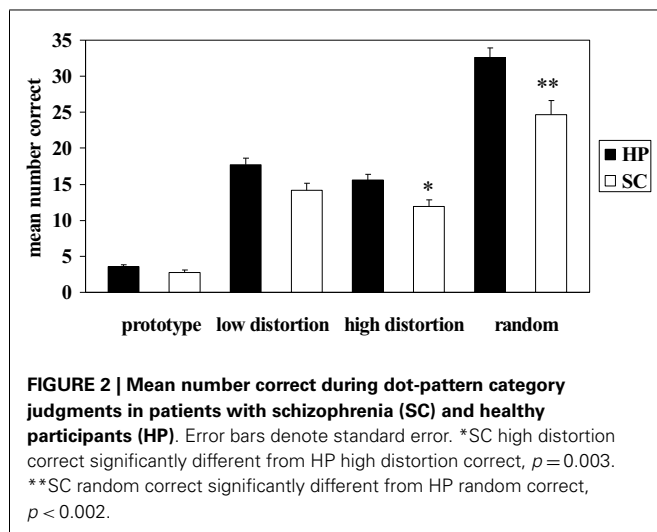 35
30
25
20
15
10
5
0
mean number correct
**
*
HP
SC
prototype low distortion high distortion random
FIGURE 2 | Mean number correct during dot-pattern category
judgments in patients with schizophrenia (SC) and healthy
participants (HP). Error bars denote standard error. *SC high distortion
correct significantly different from HP high distortion correct, p = 0.003.
**SC random correct significantly different from HP random correct,
p < 0.002.